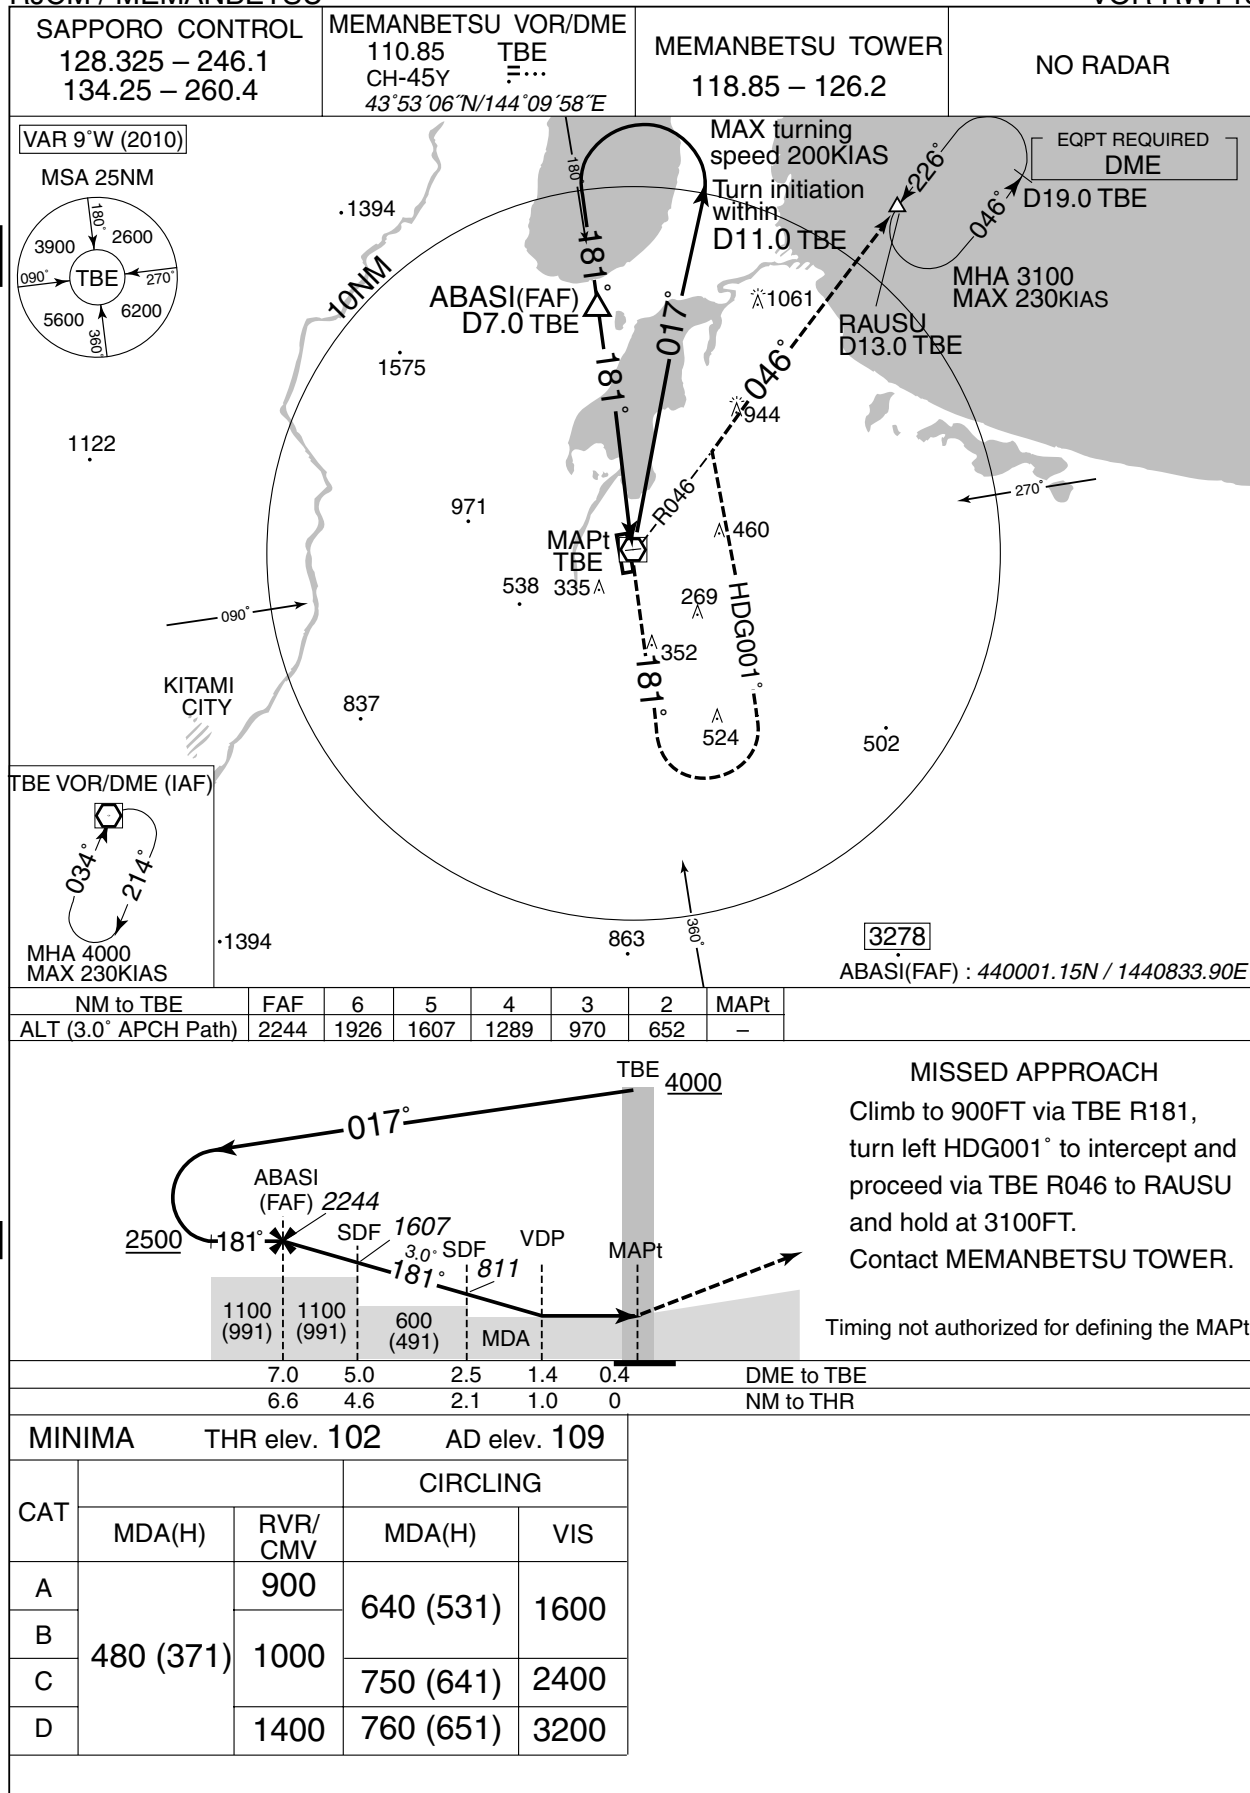 RJCM / MEMANBETSU
SAPPORO CONTROL
128.325 – 246.1
134.25 – 260.4
MEMANBETSU VOR/DME
110.85 TBE
CH-45Y
43˚53´06˝N/144˚09´58˝E
MEMANBETSU TOWER
118.85 – 126.2
NO RADAR
VAR 9˚W (2010)
MSA 25NM
180˚
3900
2600
090˚
TBE
270˚
5600
6200
360˚
MAX turning
speed 200KIAS
Turn initiation
within
D11.0 TBE
EQPT REQUIRED
DME
D19.0 TBE
226˚
046˚
MHA 3100
MAX 230KIAS
RAUSU
D13.0 TBE
180˚
1394
10NM
181˚
ABASI(FAF)
D7.0 TBE
017˚
1061
1575
181˚
046˚
944
1122
971
R046
270˚
MAPt
TBE
460
538
335
269
HDG001˚
090˚
352
181˚
KITAMI
CITY
837
524
502
TBE VOR/DME (IAF)
034˚
214˚
MHA 4000
MAX 230KIAS
1394
863
360˚
3278
ABASI(FAF) : 440001.15N / 1440833.90E
NM to TBE FAF 6 5 4 3 2 MAPt
ALT (3.0˚ APCH Path) 2244 1926 1607 1289 970 652 –
TBE
4000
017˚
ABASI
(FAF) 2244
SDF 1607
2500
181˚
3.0˚
181˚
SDF
811
VDP
MAPt
1100
(991)
1100
(991)
600
(491)
MDA
MISSED APPROACH
Climb to 900FT via TBE R181,
turn left HDG001˚ to intercept and
proceed via TBE R046 to RAUSU
and hold at 3100FT.
Contact MEMANBETSU TOWER.
Timing not authorized for defining the MAPt
7.0 5.0 2.5 1.4 0.4 DME to TBE
6.6 4.6 2.1 1.0 0 NM to THR
MINIMA THR elev. 102 AD elev. 109
CAT
CIRCLING
MDA(H)
RVR/
CMV
MDA(H)
VIS
A
900
640 (531)
1600
B
480 (371)
1000
C
750 (641)
2400
D
1400
760 (651)
3200